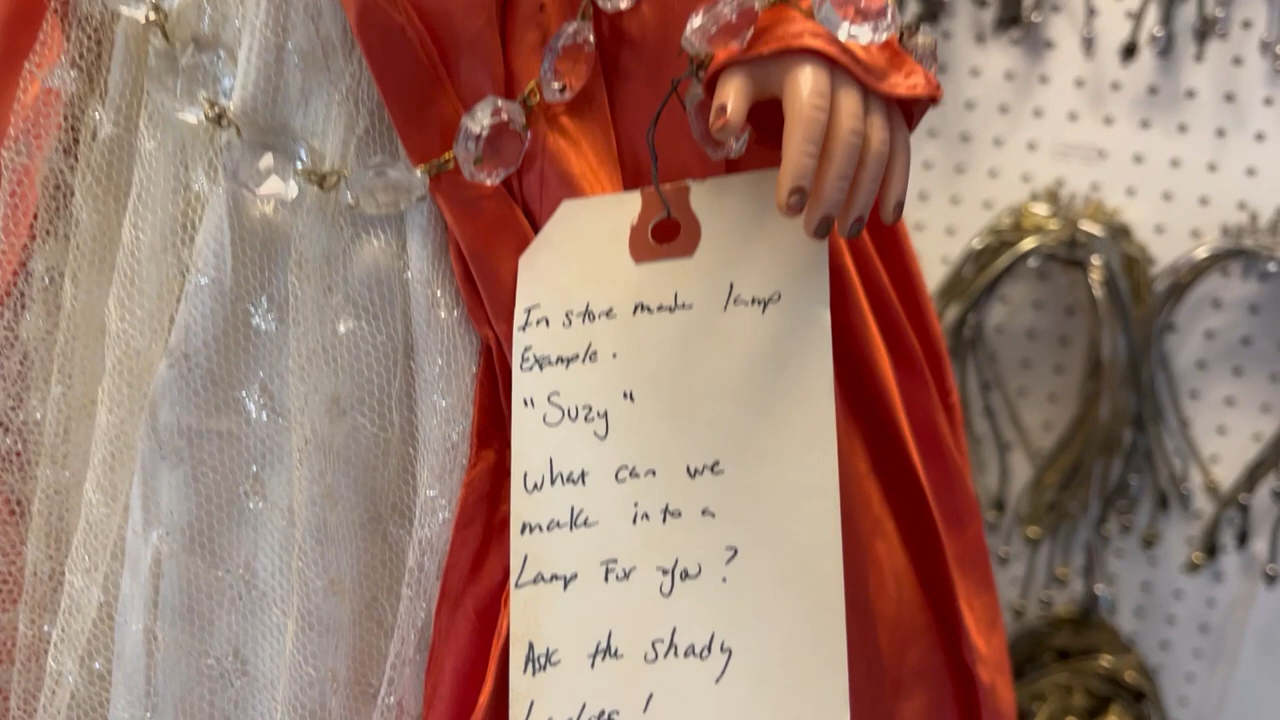 In store made lamp
Example.
"Suzy"
What can we
make into a
Lamp For you?
Ask the shady